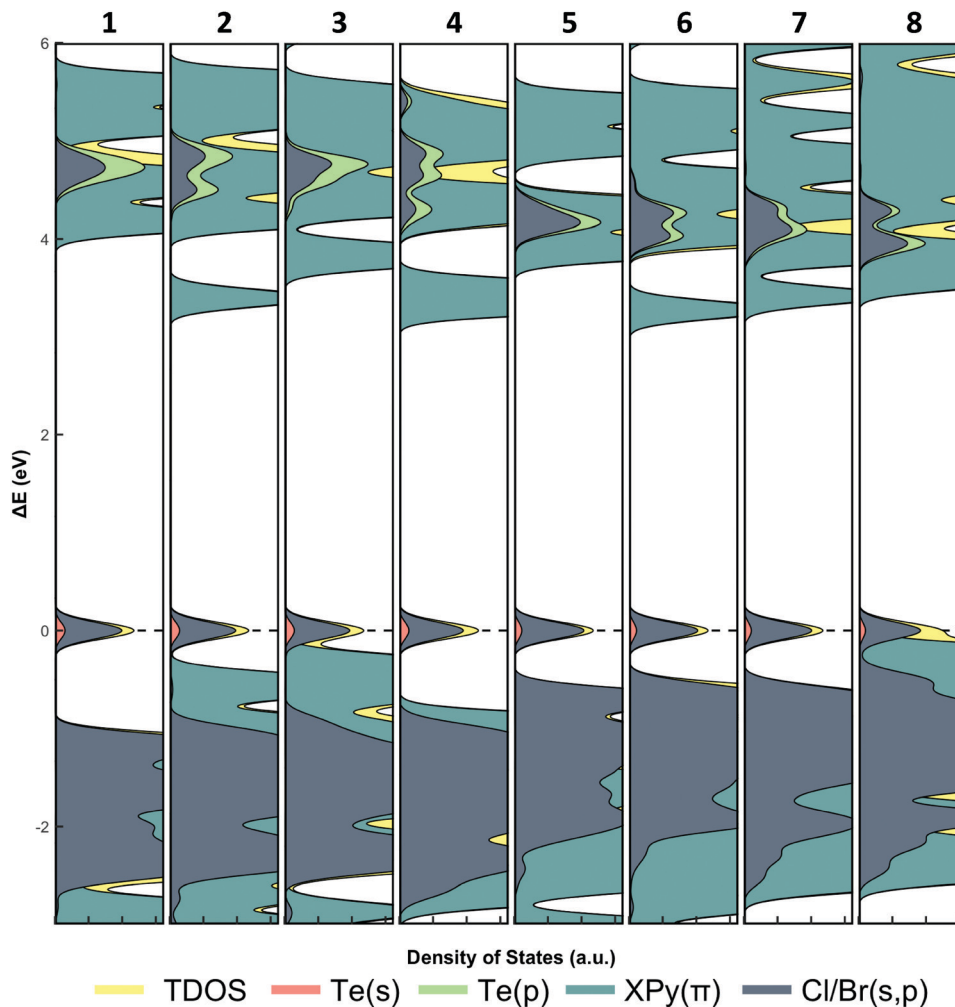 1 2 3 4 5 6 7 8
6
4
2
0
-2
ΔE (eV)
Density of States (a.u.)
TDOS Te(s) Te(p) XPy(π) Cl/Br(s,p)